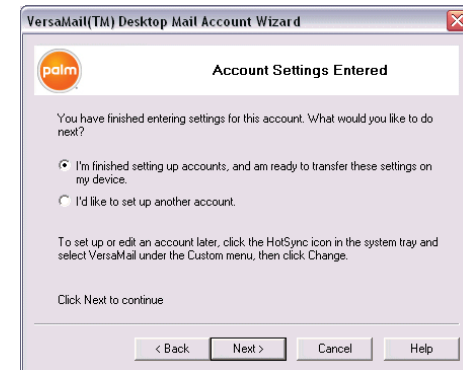 VersaMail(TM) Desktop Mail Account Wizard
palm
Account Settings Entered
You have finished entering settings for this account. What would you like to do
next?
I'm finished setting up accounts, and am ready to transfer these settings on
my device.
I'd like to set up another account.
To set up or edit an account later, click the HotSync icon in the system tray and
select VersaMail under the Custom menu, then click Change.
Click Next to continue
< Back Next > Cancel Help